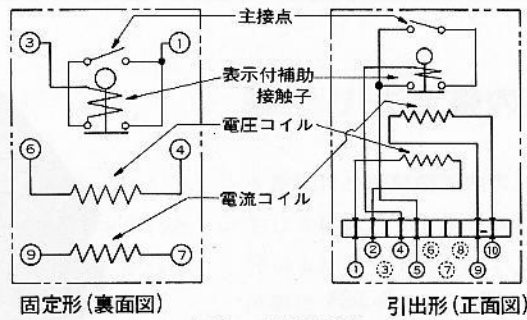 主接点
③ ①
表示付補助
接触子
⑥ ④
電圧コイル
⑨ ⑦
電流コイル
② ④ ⑥ ⑧ ⑩
① ③ ⑤ ⑦ ⑨
固定形(裏面図)
引出形(正面図)